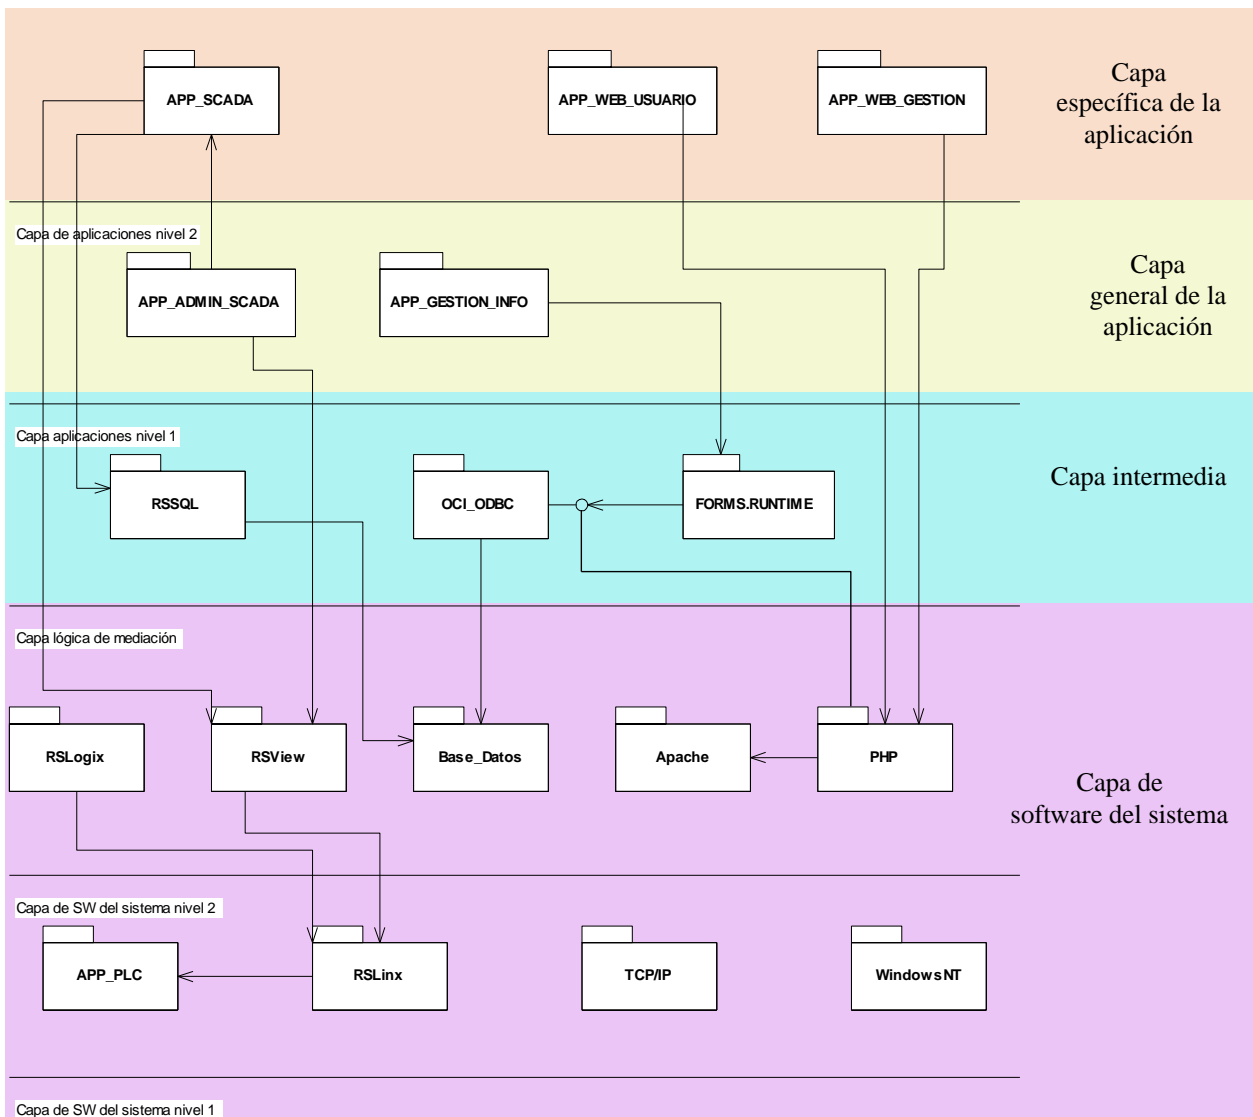 APP_SCADA
APP_WEB_USUARIO
APP_WEB_GESTION
Capa
específica de la
aplicación
Capa de aplicaciones nivel 2
APP_ADMIN_SCADA
APP_GESTION_INFO
Capa
general de la
aplicación
Capa aplicaciones nivel 1
RSSQL
OCI_ODBC
FORMS.RUNTIME
Capa intermedia
Capa lógica de mediación
RSLogix
RSView
Base_Datos
Apache
PHP
Capa de
software del sistema
Capa de SW del sistema nivel 2
APP_PLC
RSLinx
TCP/IP
WindowsNT
Capa de SW del sistema nivel 1